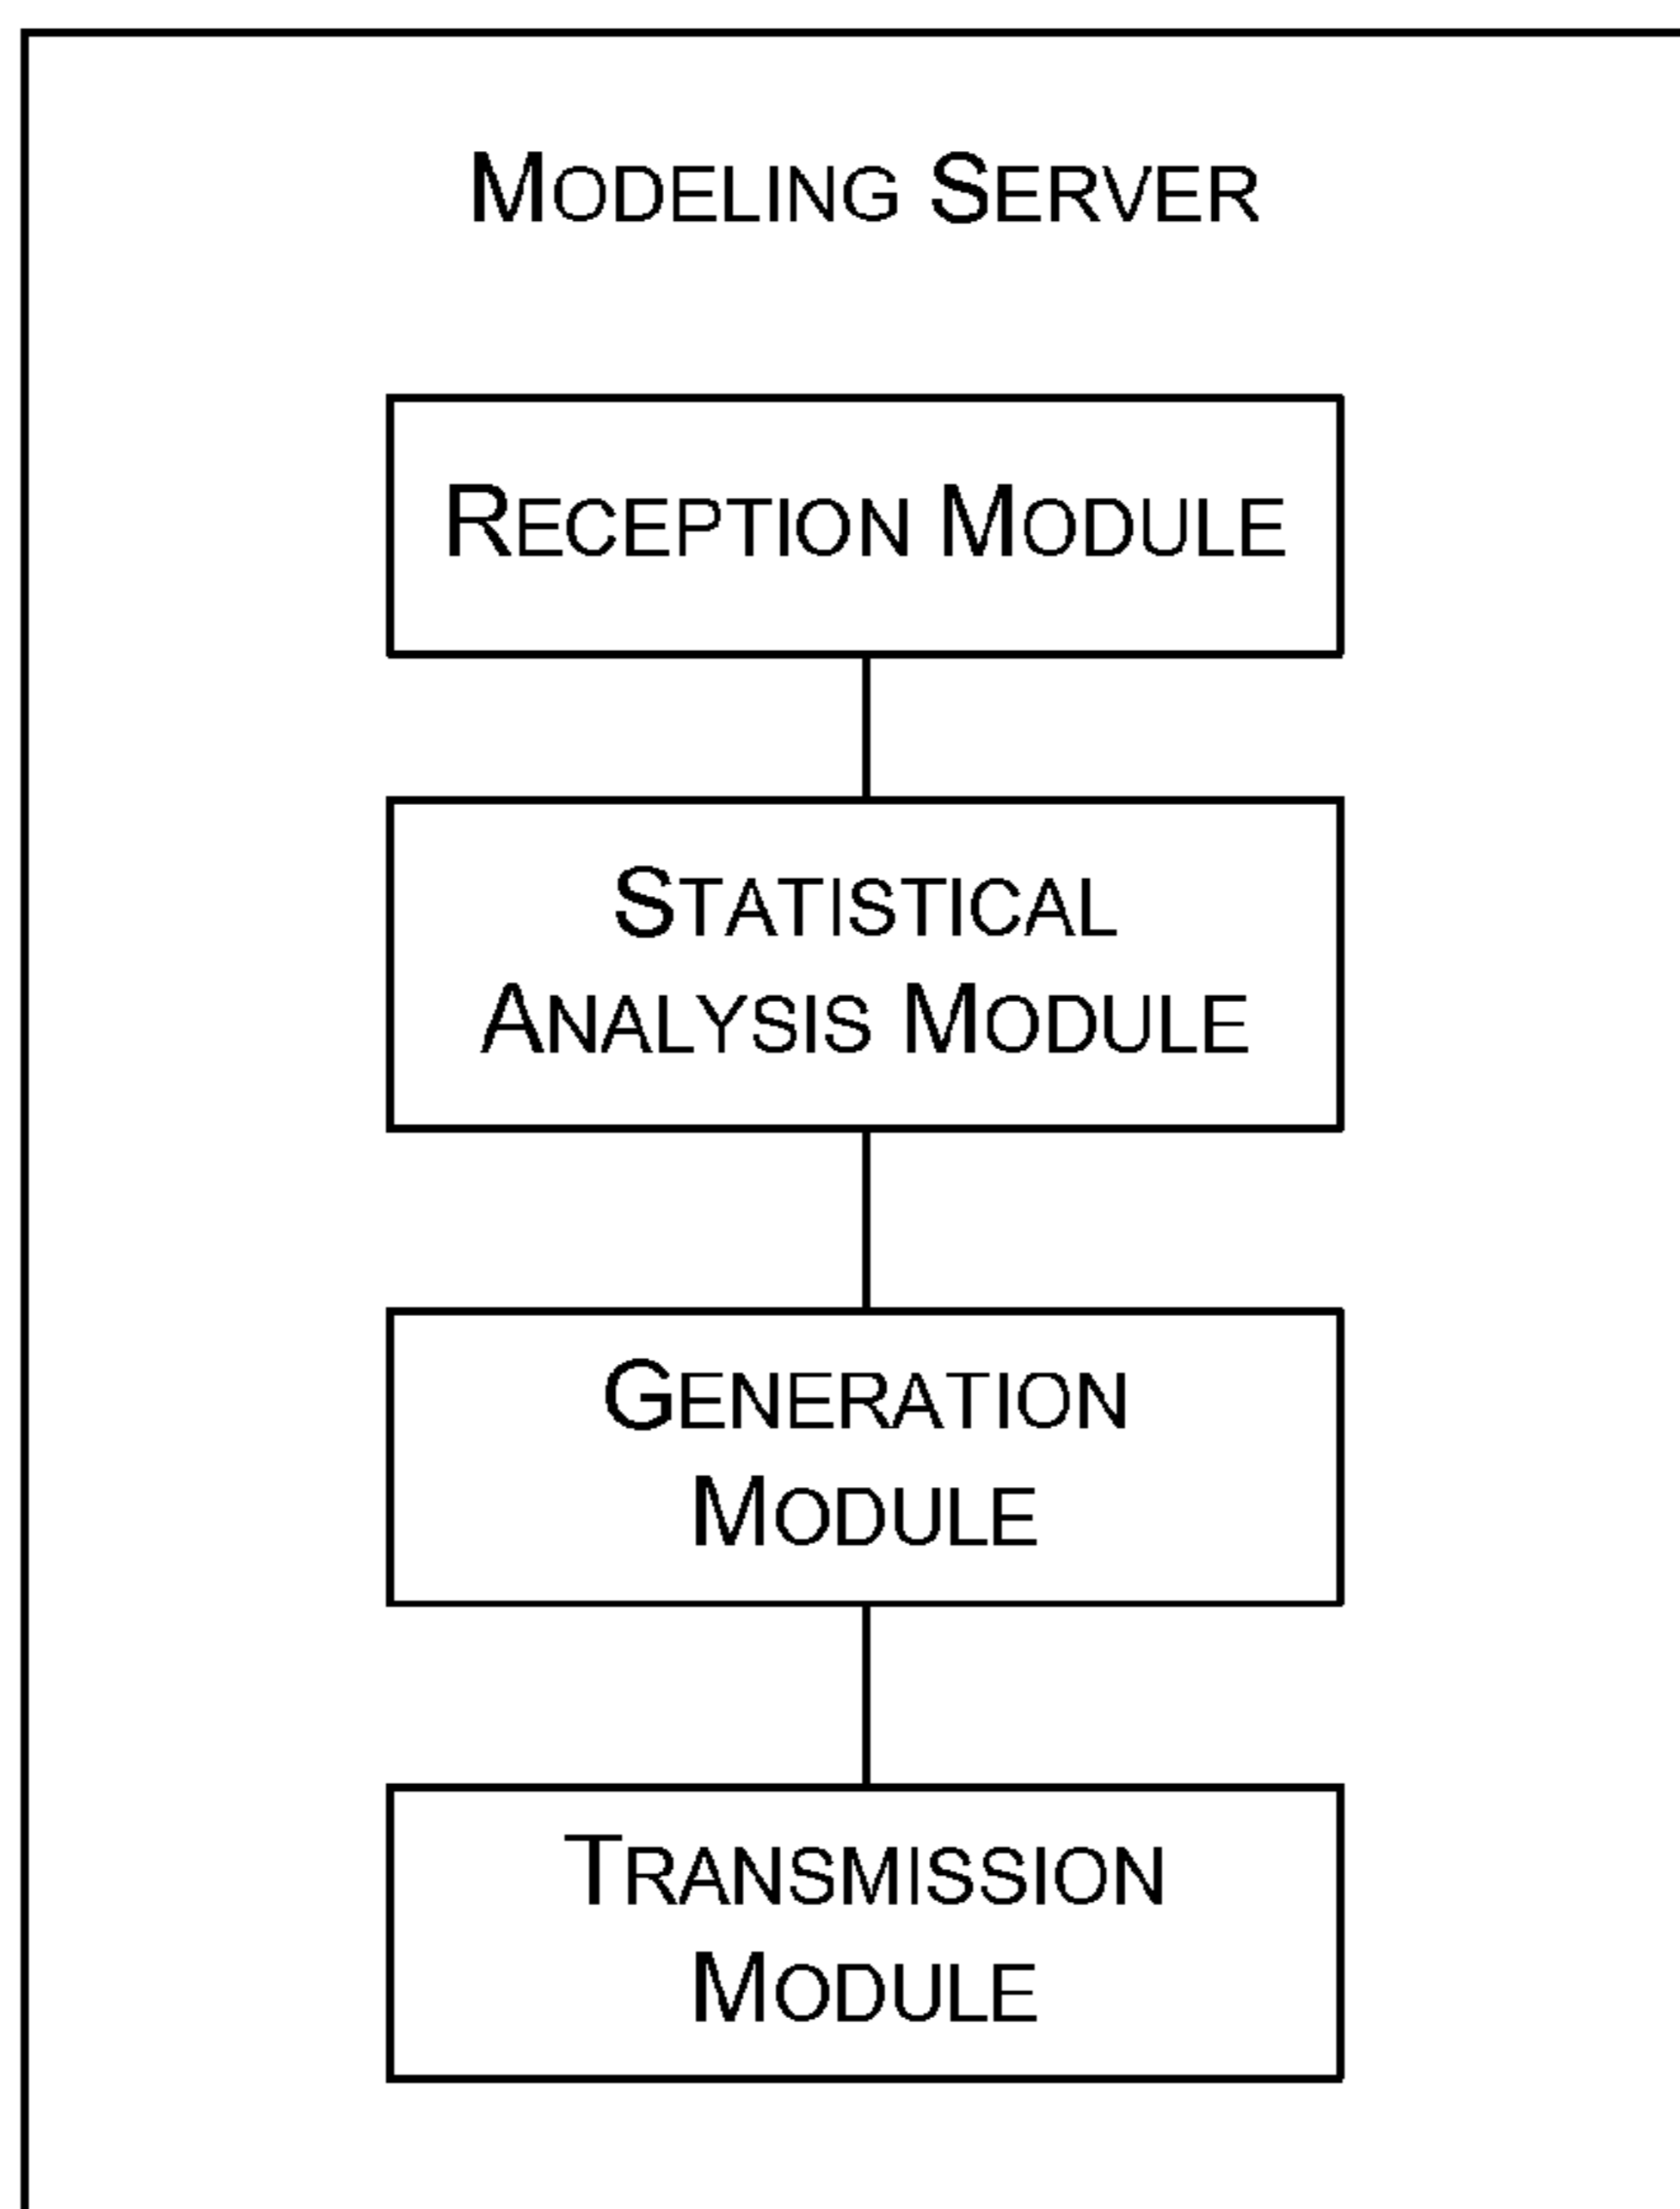 MODELING SERVER
RECEPTION MODULE
STATISTICAL
ANALYSIS MODULE
GENERATION
MODULE
TRANSMISSION
MODULE